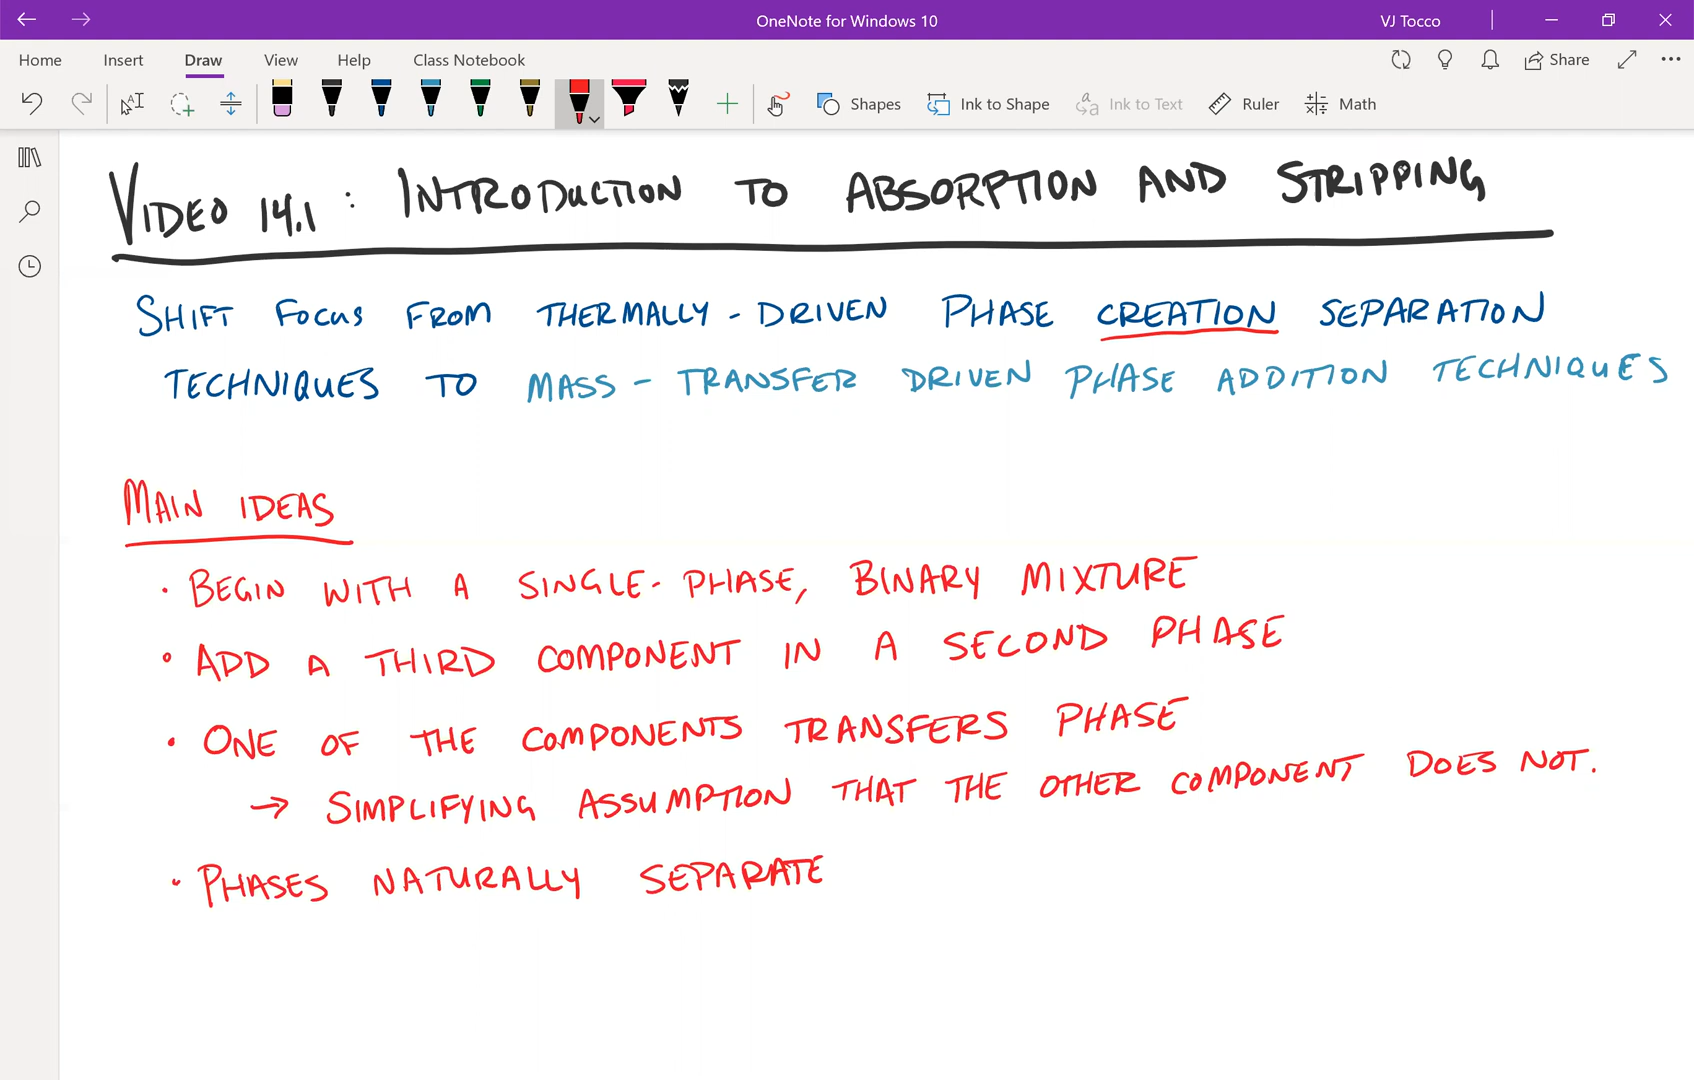 OneNote for Windows 10
VJ Tocco
Home Insert Draw View Help Class Notebook
Share
Shapes Ink to Shape Ink to Text Ruler Math
VIDEO 14.1 : INTRODUCTION TO ABSORPTION AND STRIPPING
SHIFT FOCUS FROM THERMALLY-DRIVEN PHASE CREATION SEPARATION
TECHNIQUES TO MASS-TRANSFER DRIVEN PHASE ADDITION TECHNIQUES
MAIN IDEAS
• BEGIN WITH A SINGLE-PHASE, BINARY MIXTURE
• ADD A THIRD COMPONENT IN A SECOND PHASE
• ONE OF THE COMPONENTS TRANSFERS PHASE
→ SIMPLIFYING ASSUMPTION THAT THE OTHER COMPONENT DOES NOT.
• PHASES NATURALLY SEPARATE